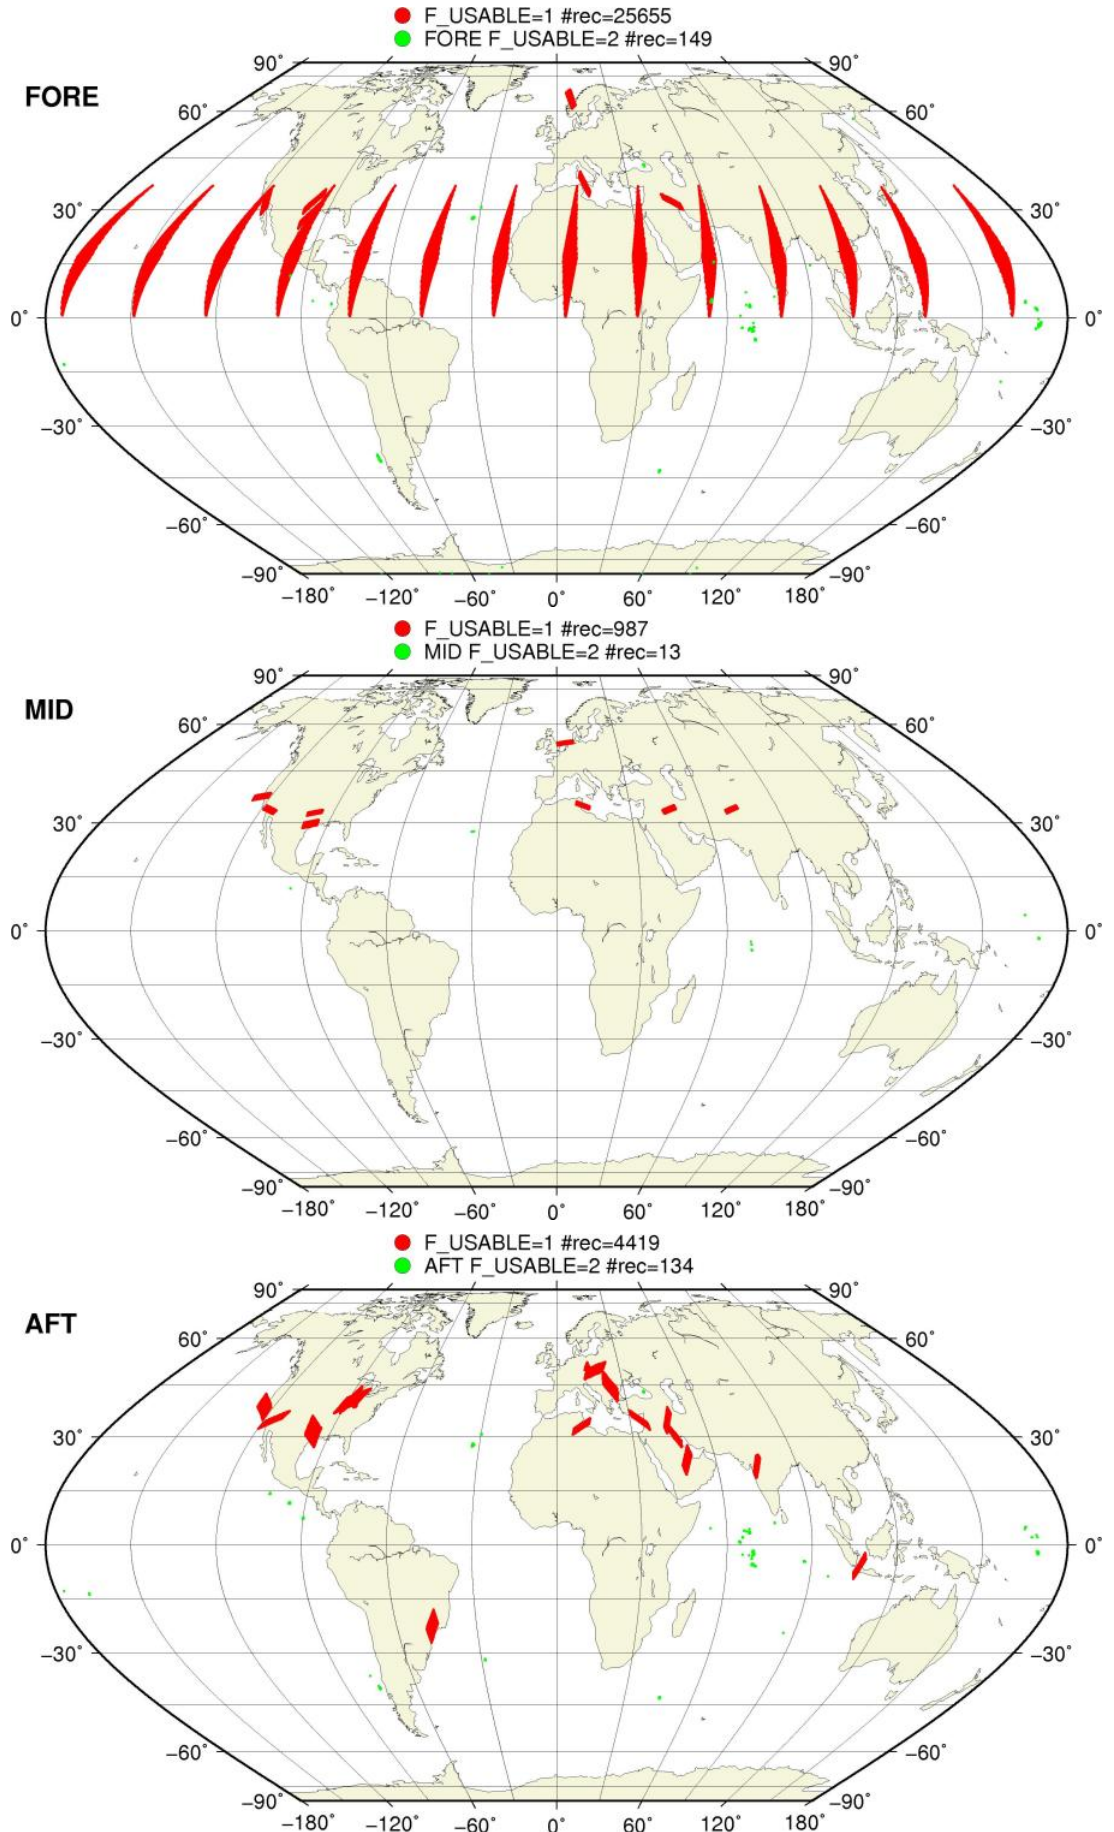 F_USABLE=1 #rec=25655
FORE F_USABLE=2 #rec=149
FORE
90° 90°
60° 60°
30° 30°
0° 0°
−30° −30°
−60° −60°
−90° −90°
−180° −120° −60° 0° 60° 120° 180°
F_USABLE=1 #rec=987
MID F_USABLE=2 #rec=13
MID
90° 90°
60° 60°
30° 30°
0° 0°
−30° −30°
−60° −60°
−90° −90°
−180° −120° −60° 0° 60° 120° 180°
F_USABLE=1 #rec=4419
AFT F_USABLE=2 #rec=134
AFT
90° 90°
60° 60°
30° 30°
0° 0°
−30° −30°
−60° −60°
−90° −90°
−180° −120° −60° 0° 60° 120° 180°